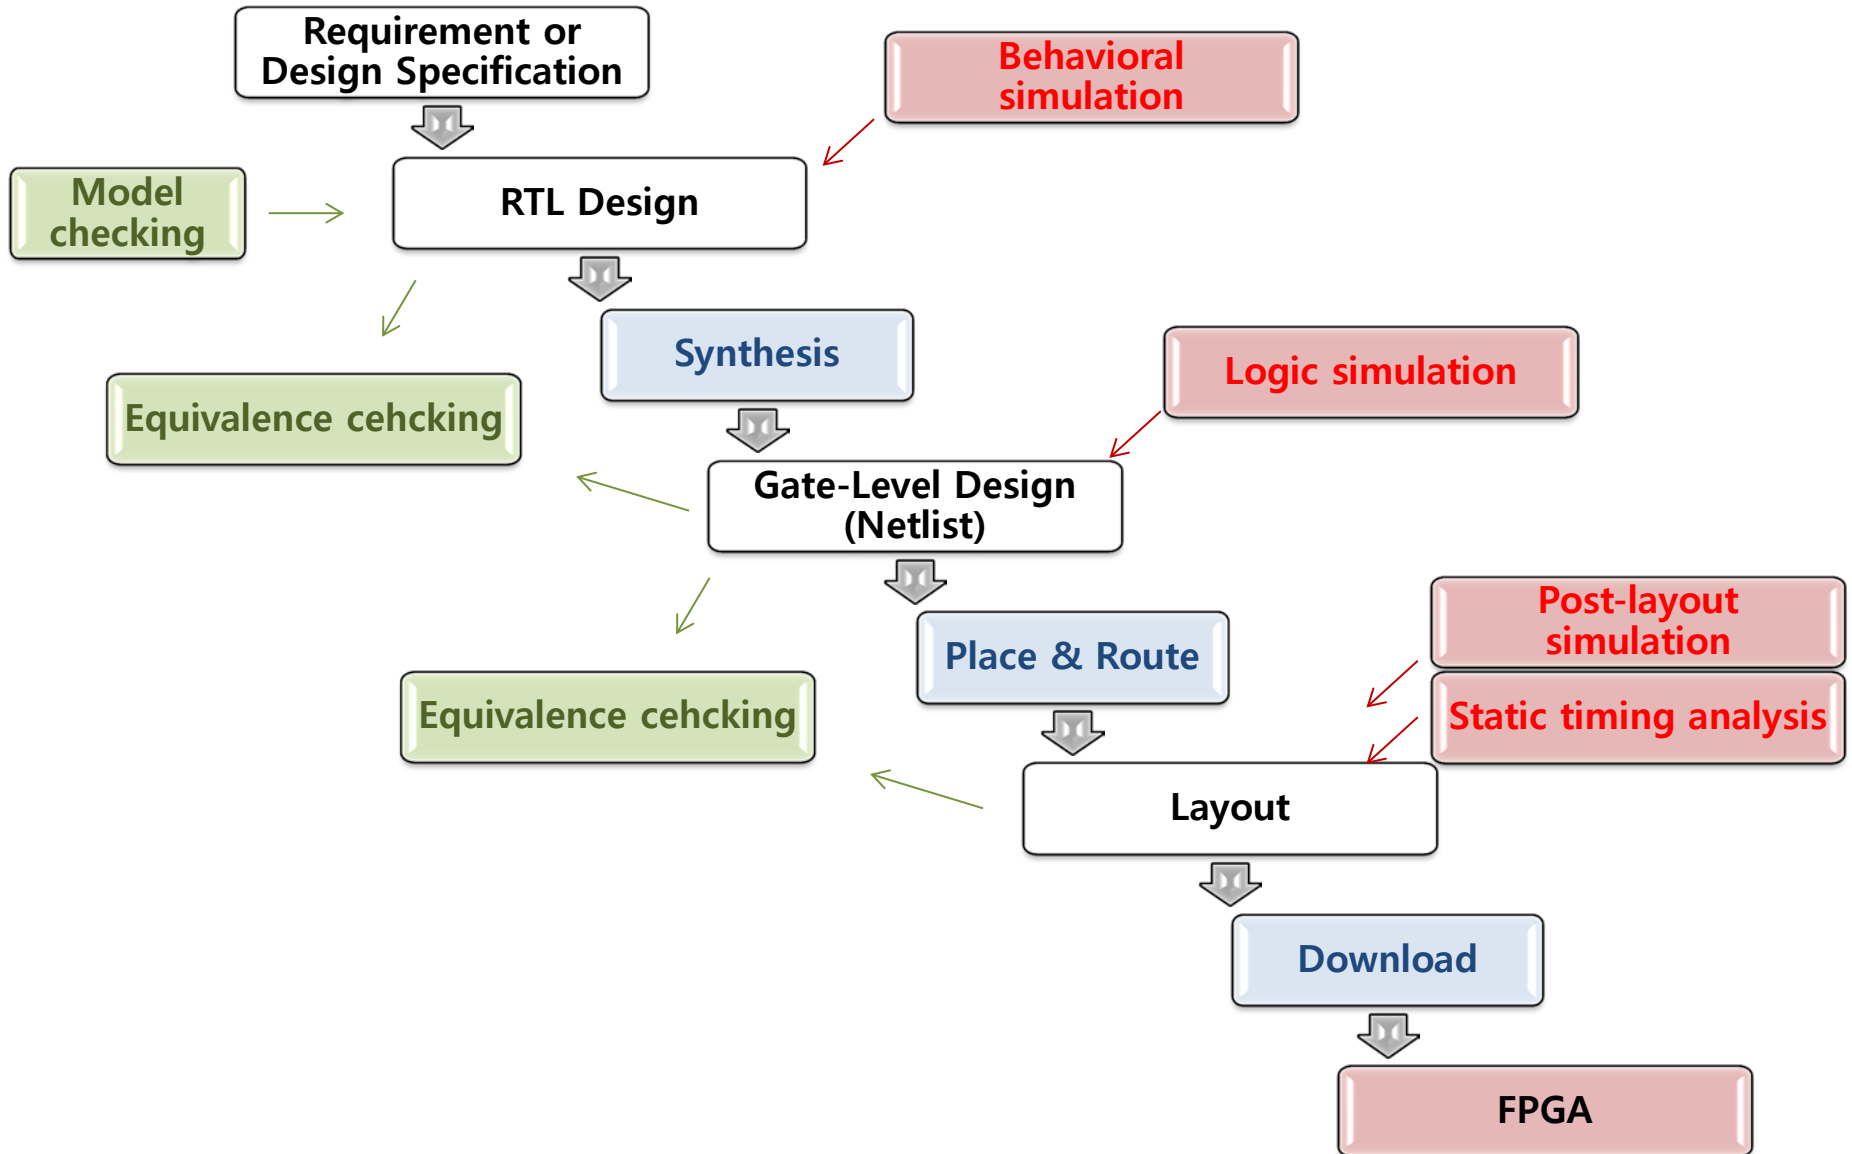 Requirement or
Design Specification
Behavioral
simulation
Model
checking
RTL Design
Synthesis
Logic simulation
Equivalence cehcking
Gate-Level Design
(Netlist)
Post-layout
simulation
Place & Route
Equivalence cehcking
Static timing analysis
Layout
Download
FPGA